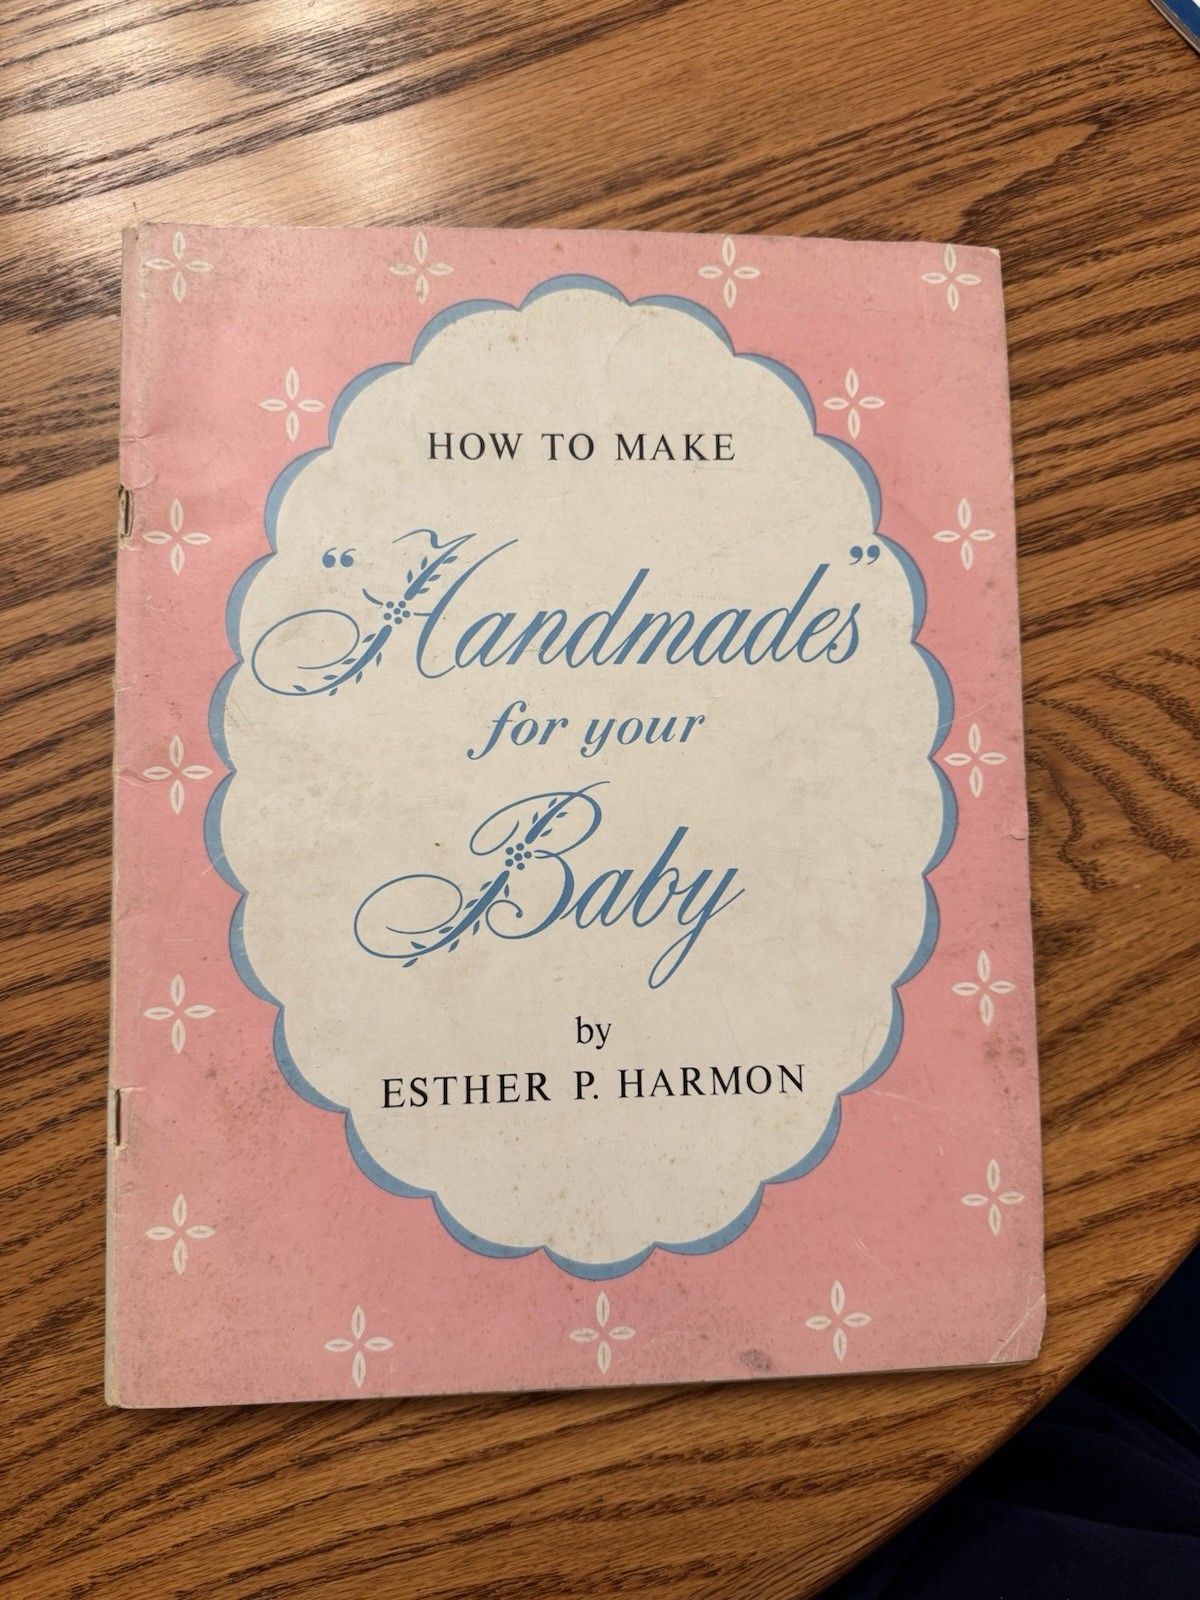 HOW TO MAKE
“Handmades”
for your
Baby
by
ESTHER P. HARMON